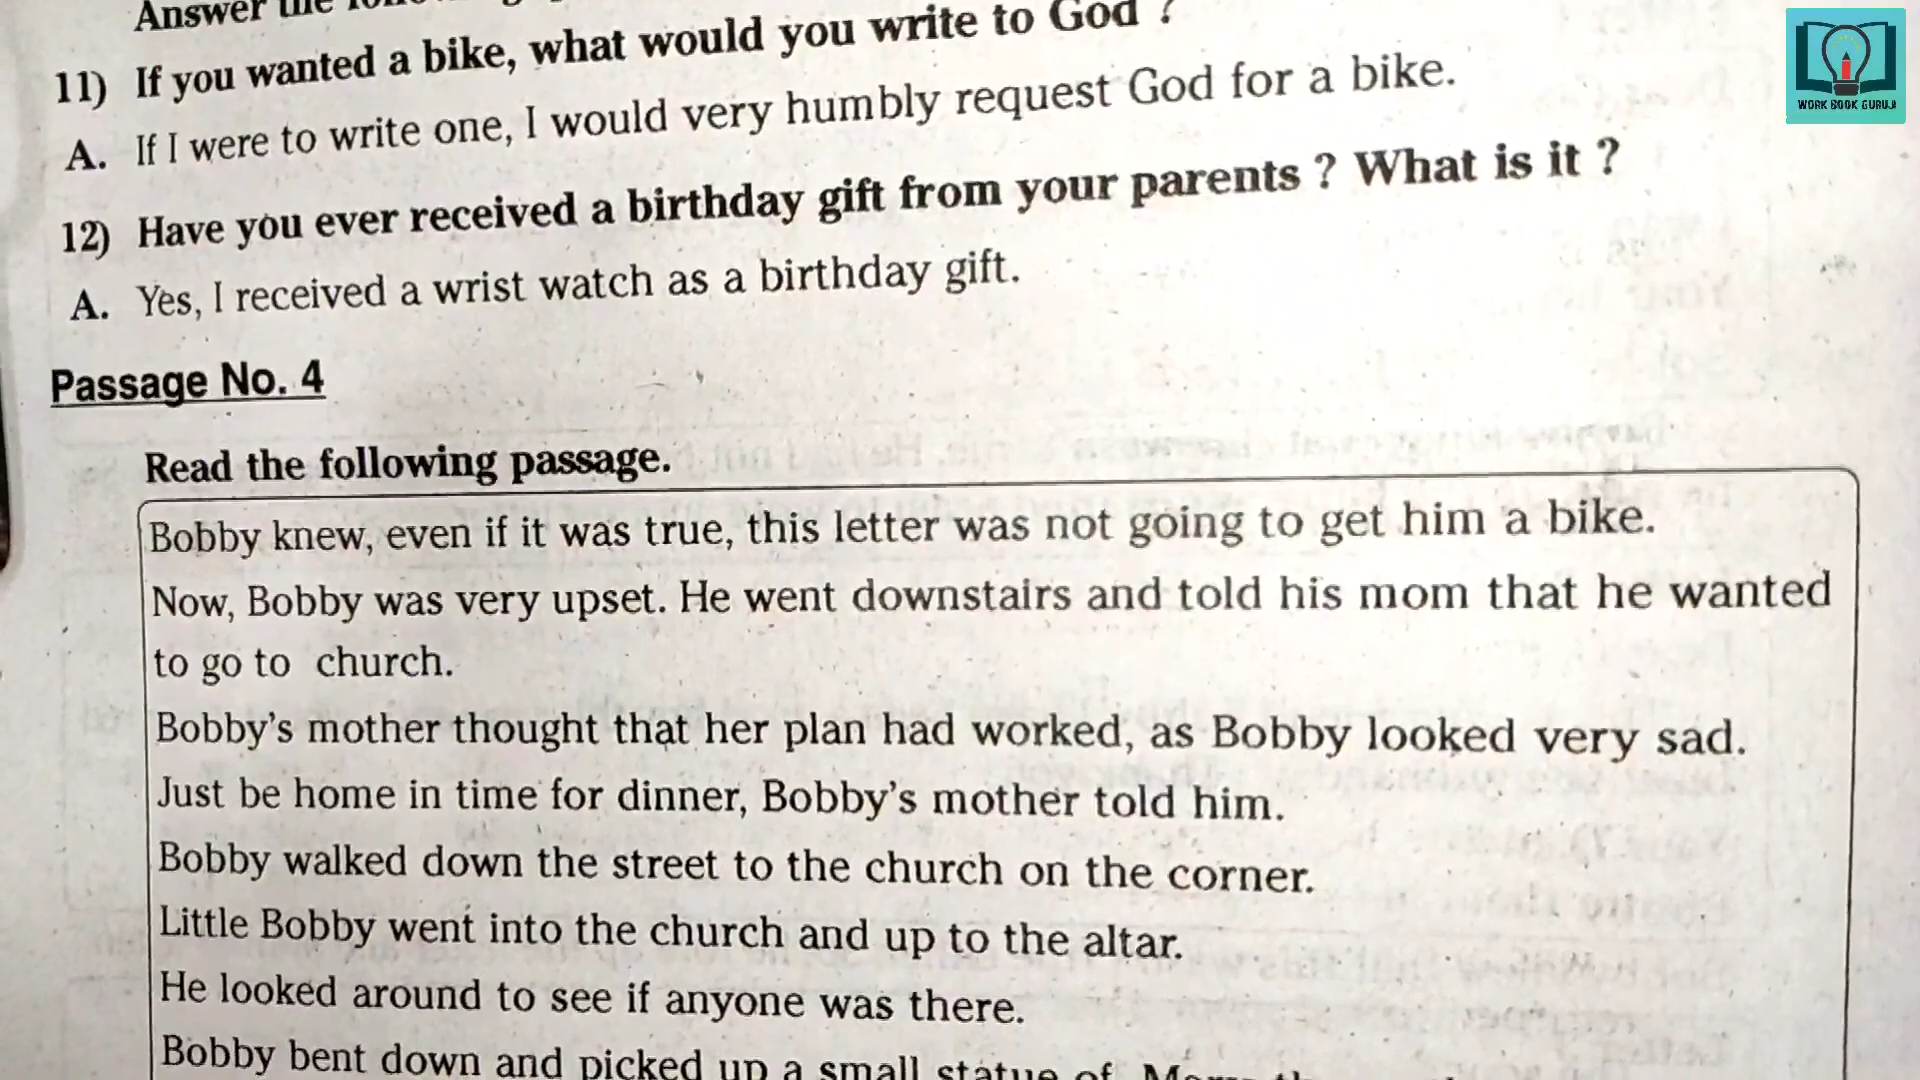 Answer the
11) If you wanted a bike, what would you write to God ?
A. If I were to write one, I would very humbly request God for a bike.
12) Have you ever received a birthday gift from your parents ? What is it ?
A. Yes, I received a wrist watch as a birthday gift.
Passage No. 4
Read the following passage.
Bobby knew, even if it was true, this letter was not going to get him a bike.
Now, Bobby was very upset. He went downstairs and told his mom that he wanted
to go to church.
Bobby's mother thought that her plan had worked, as Bobby looked very sad.
Just be home in time for dinner, Bobby's mother told him.
Bobby walked down the street to the church on the corner.
Little Bobby went into the church and up to the altar.
He looked around to see if anyone was there.
Bobby bent down and picked up a small statue of
WORK BOOK GURUJI